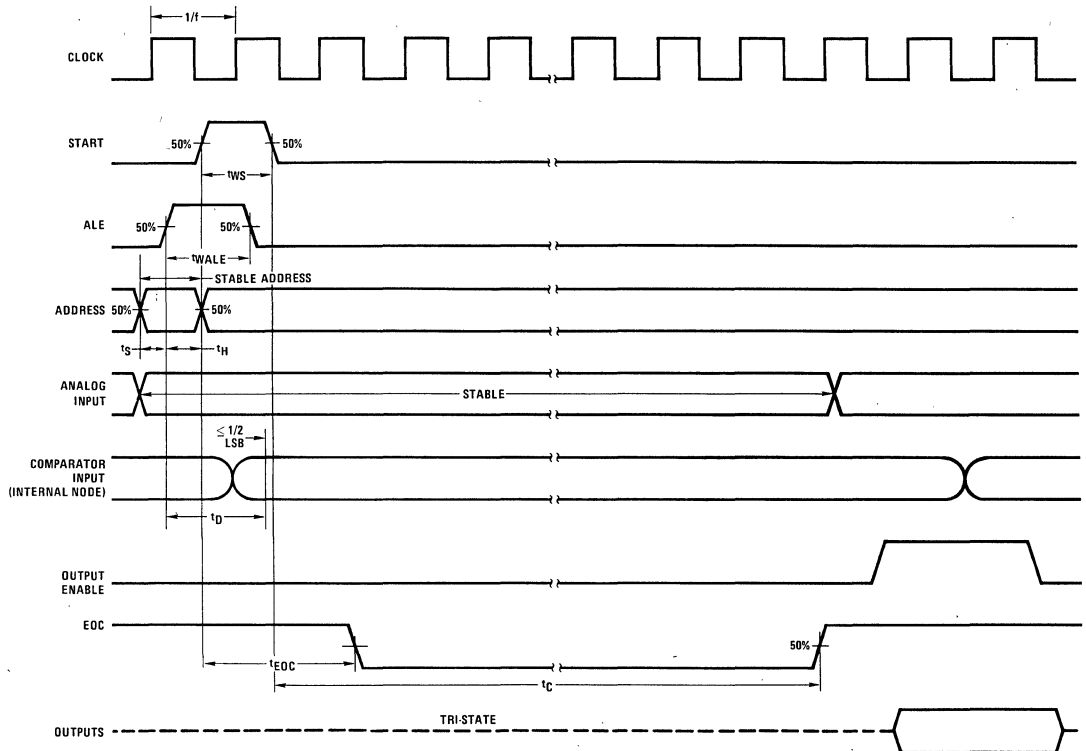 1/f
CLOCK
START
50%
50%
tWS
ALE
50%
50%
tWALE
STABLE ADDRESS
ADDRESS
50%
50%
tS
tH
ANALOG
INPUT
STABLE
≤ 1/2
LSB
COMPARATOR
INPUT
(INTERNAL NODE)
tD
OUTPUT
ENABLE
EOC
50%
tEOC
tC
TRI-STATE
OUTPUTS